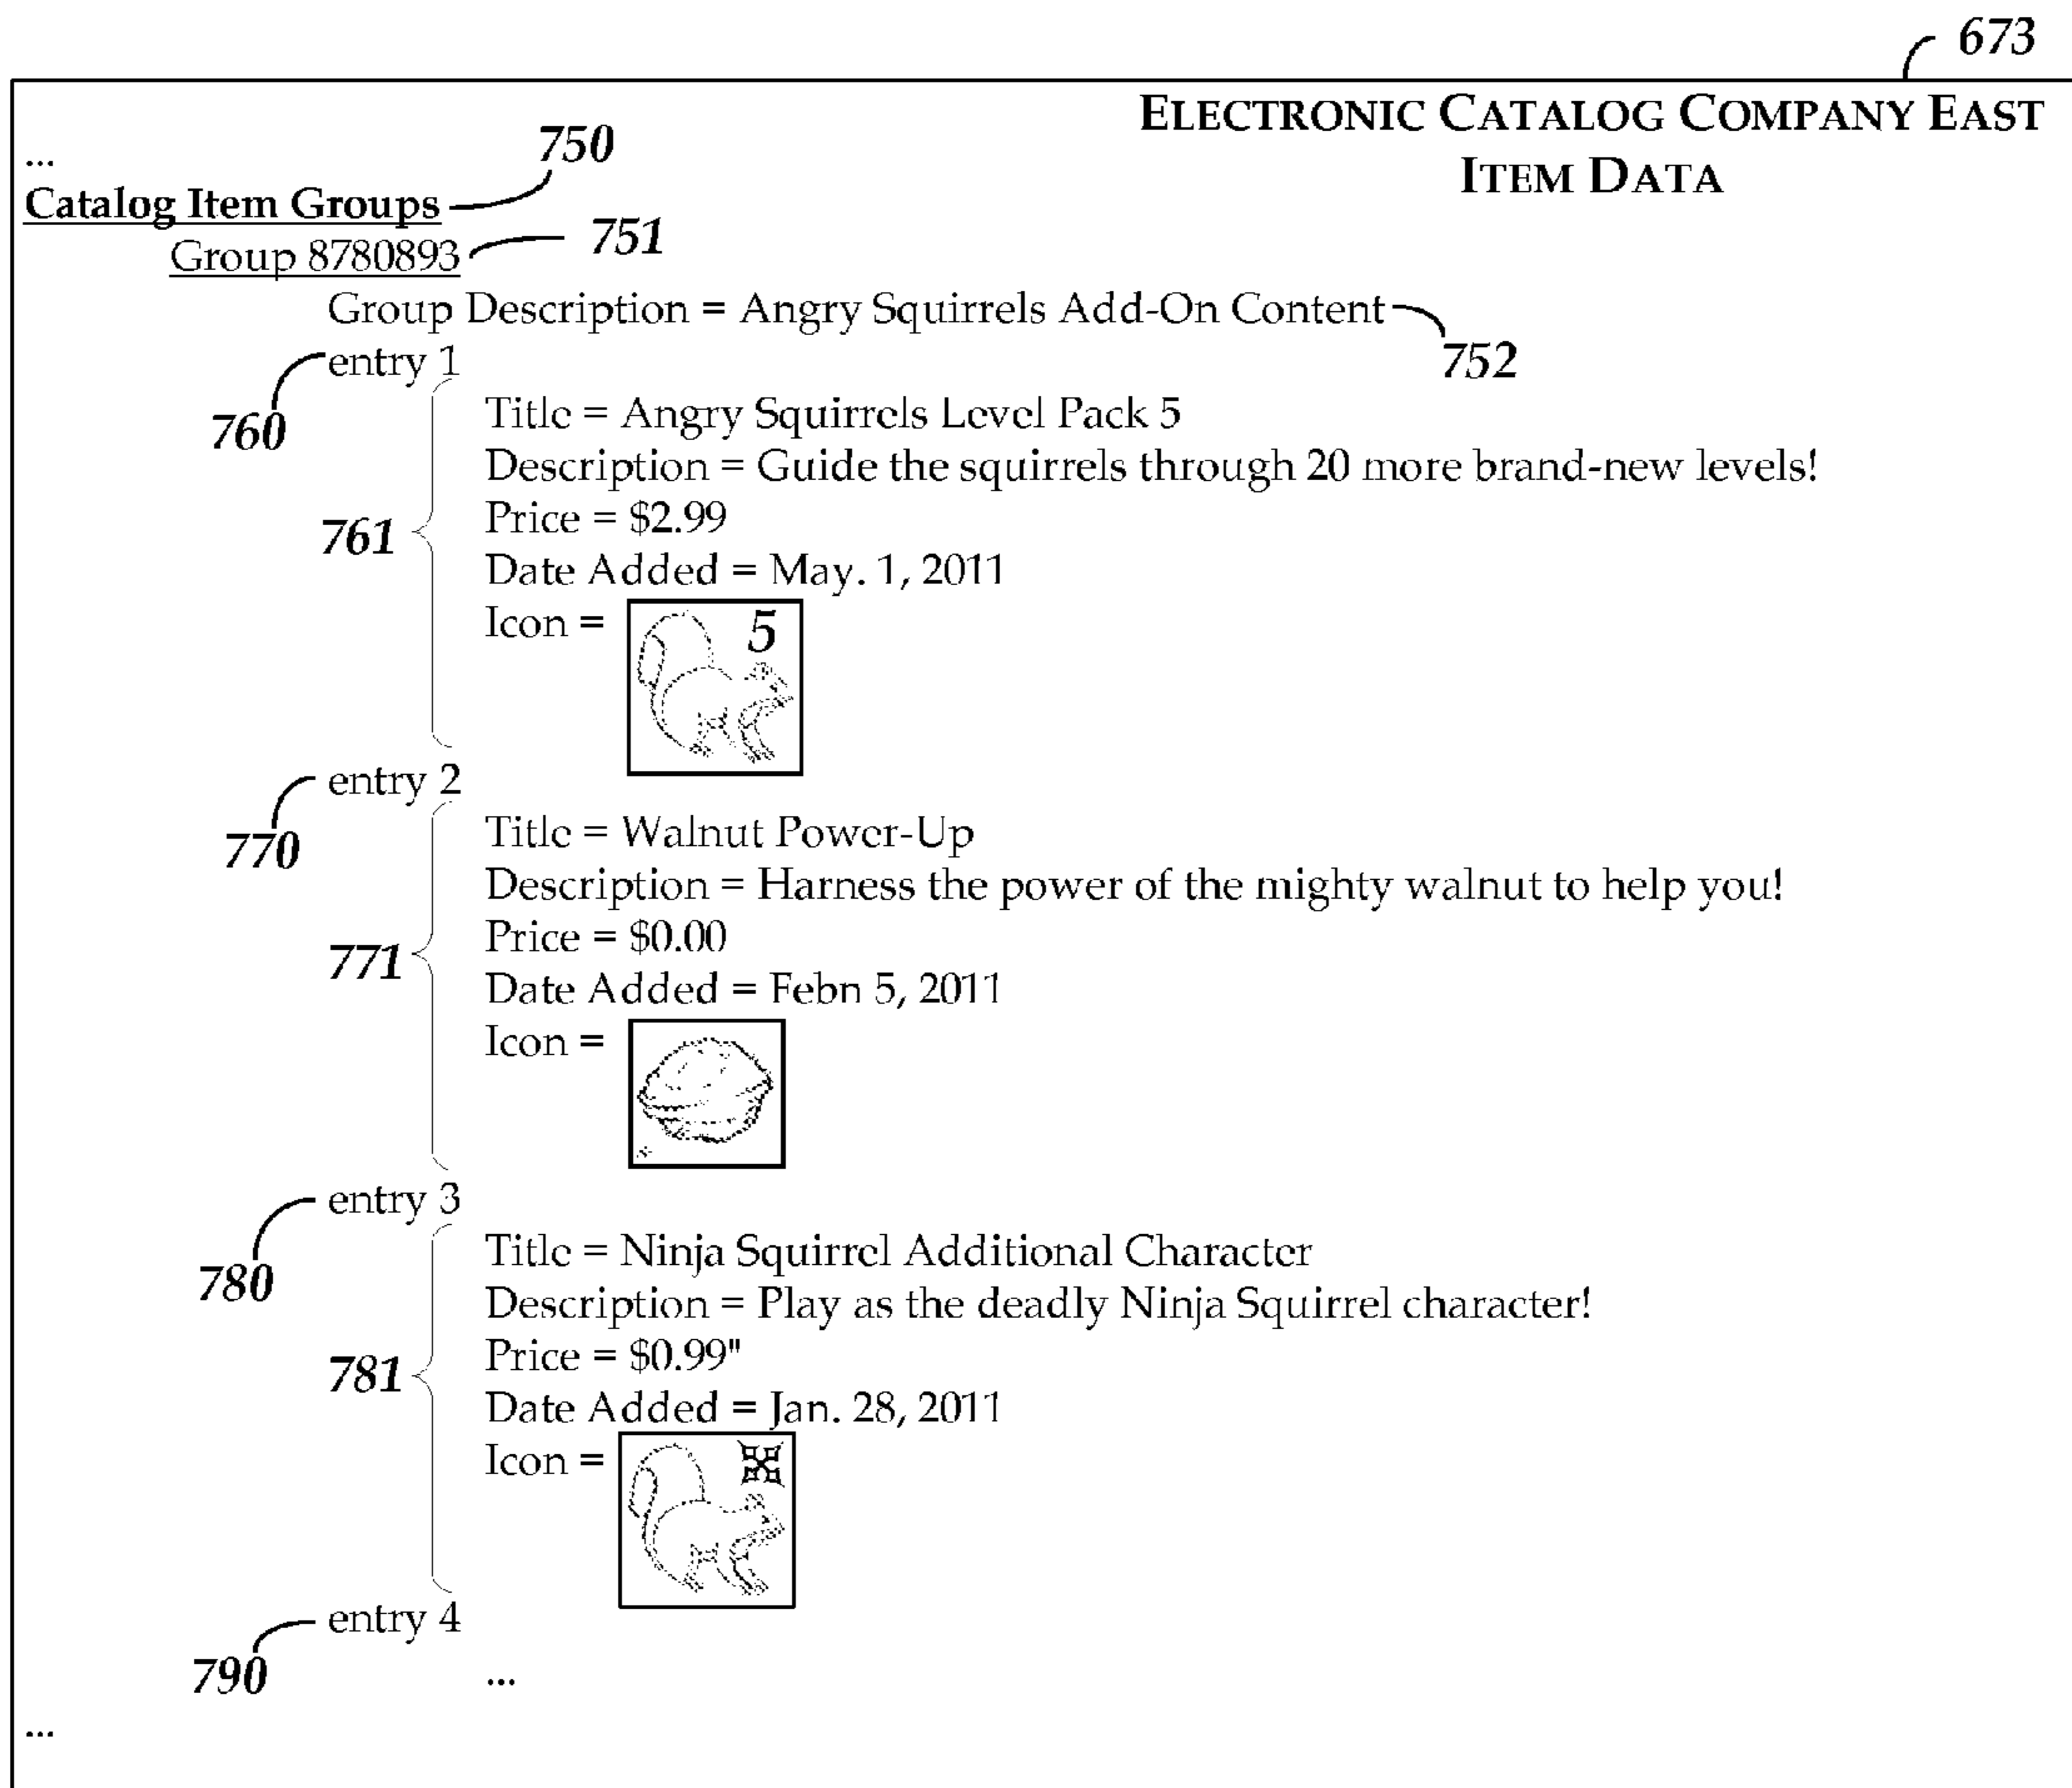 673
ELECTRONIC CATALOG COMPANY EAST
ITEM DATA
...
750
Catalog Item Groups
751
Group 8780893
Group Description = Angry Squirrels Add-On Content
752
entry 1
760
Title = Angry Squirrels Level Pack 5
Description = Guide the squirrels through 20 more brand-new levels!
761
Price = $2.99
Date Added = May. 1, 2011
Icon =
5
entry 2
770
Title = Walnut Power-Up
Description = Harness the power of the mighty walnut to help you!
771
Price = $0.00
Date Added = Febn 5, 2011
Icon =
entry 3
780
Title = Ninja Squirrel Additional Character
Description = Play as the deadly Ninja Squirrel character!
781
Price = $0.99"
Date Added = Jan. 28, 2011
Icon =
entry 4
790
...
...